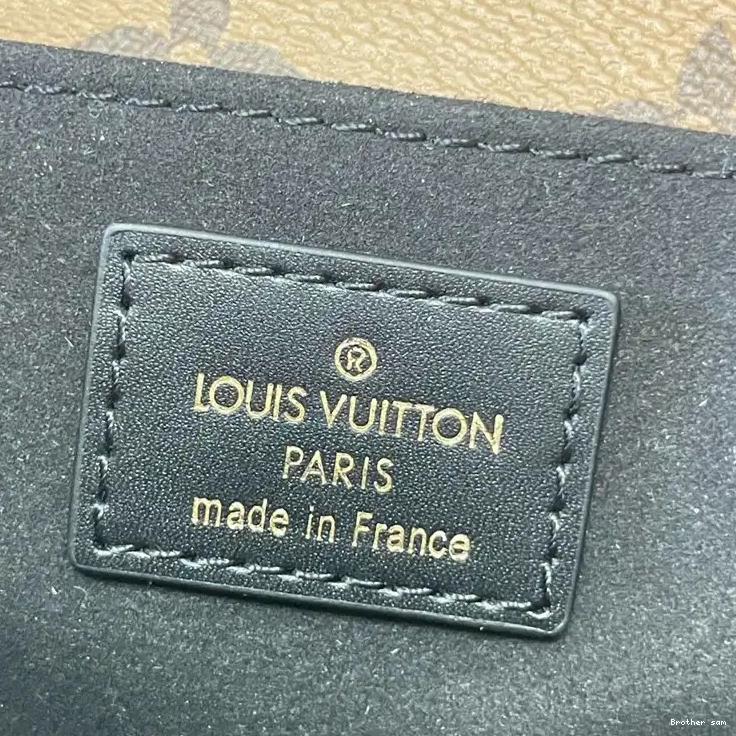 ®
LOUIS VUITTON
PARIS
made in France
Brother sam